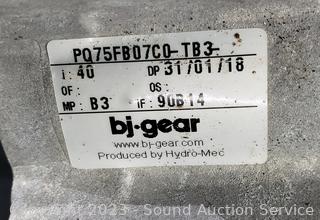 PQ75FB07C0-TB3-
I: 40 DP 31/01/18
OF: OS:
MP: B3 IF: 90B14
bj-gear
www.bj-gear.com
Produced by Hydro-Mec
Copyright 2023 - Sound Auction Service